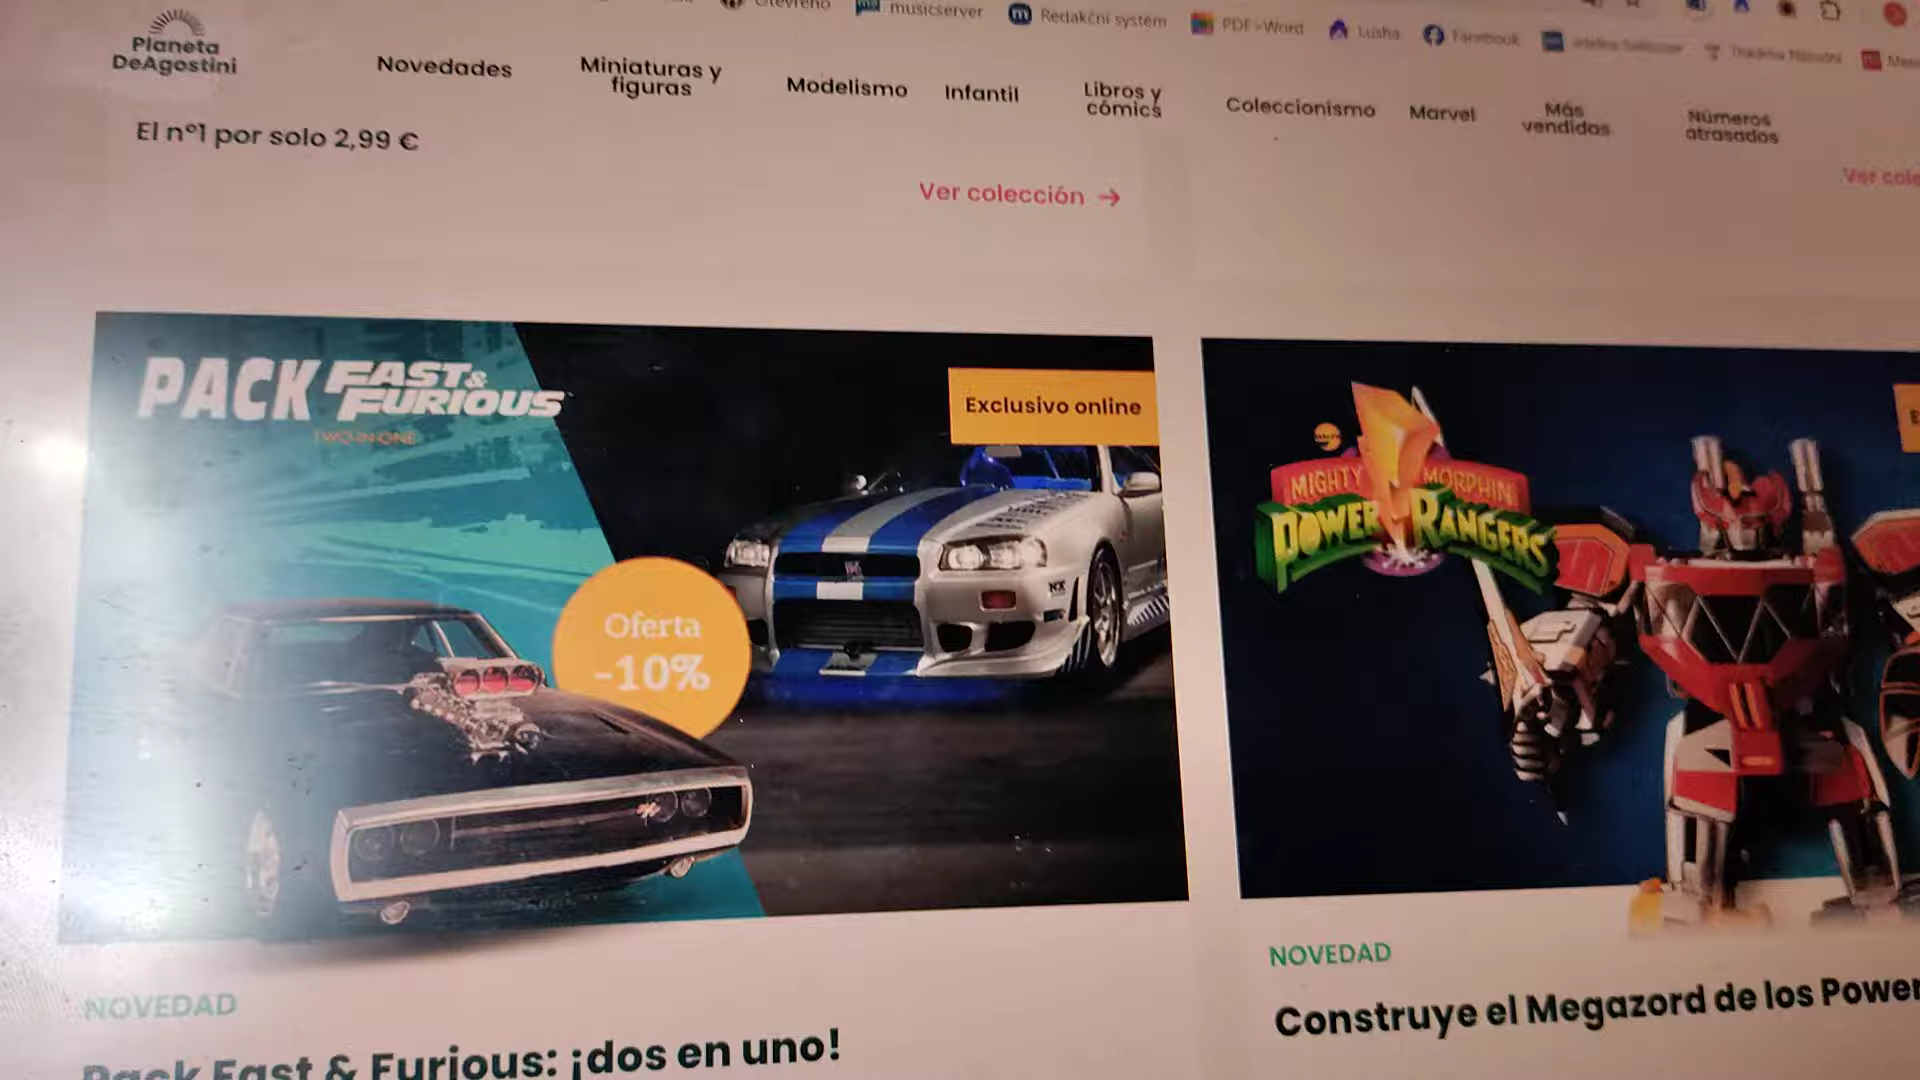 musicserver
Redakční systém
PDF->Word
Lusha
Facebook
Planeta
DeAgostini
Novedades
Miniaturas y
figuras
Modelismo
Infantil
Libros y
cómics
Coleccionismo
Marvel
Más
vendidos
Números
atrasados
El nº1 por solo 2,99 €
Ver colección →
Ver cole
PACK FAST &
FURIOUS
TWO-IN-ONE
Exclusivo online
Oferta
-10%
MIGHTY MORPHIN
POWER RANGERS
NOVEDAD
Pack Fast & Furious: ¡dos en uno!
NOVEDAD
Construye el Megazord de los Power